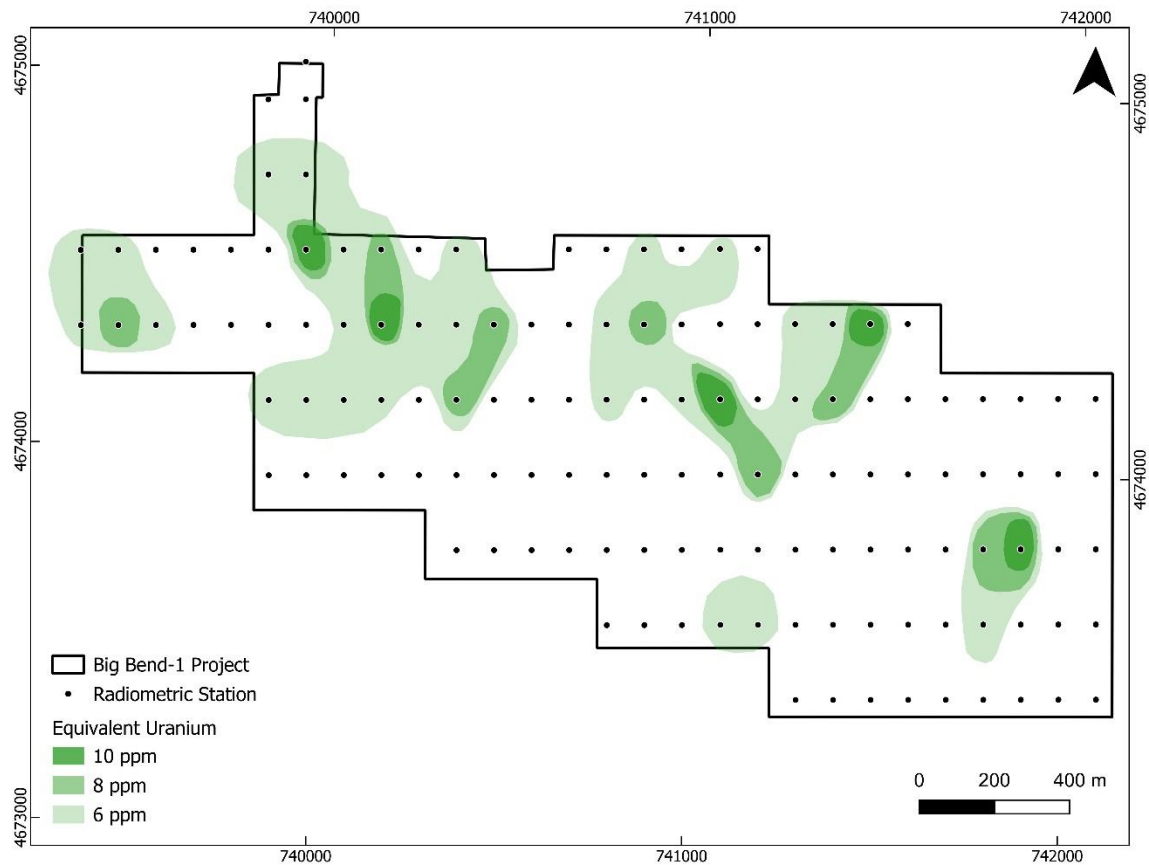 740000 741000 742000
4675000
4675000
4674000
4674000
Big Bend-1 Project
Radiometric Station
Equivalent Uranium
10 ppm
8 ppm
6 ppm
0 200 400 m
4673000
740000 741000 742000